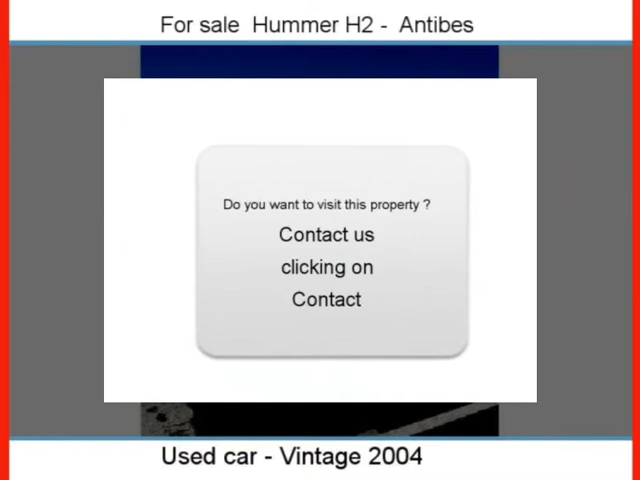 For sale Hummer H2 - Antibes
Do you want to visit this property ?
Contact us
clicking on
Contact
Used car - Vintage 2004